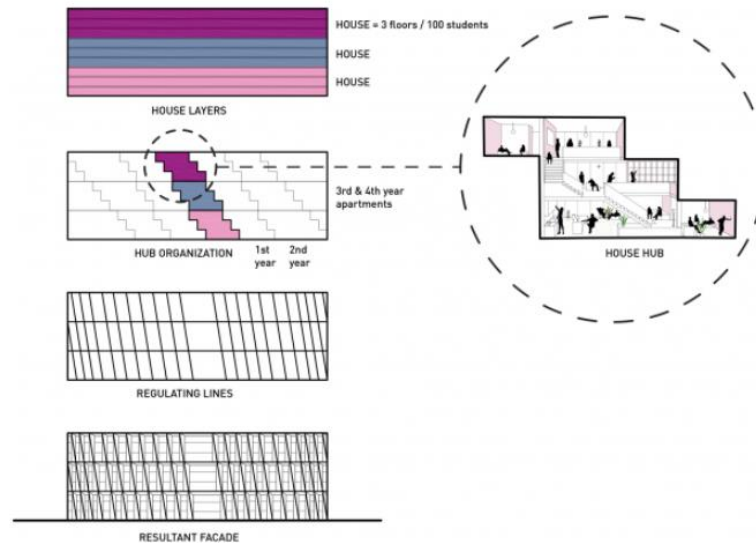 HOUSE = 3 floors / 100 students
HOUSE
HOUSE
HOUSE LAYERS
3rd & 4th year
apartments
HUB ORGANIZATION
1st
year
2nd
year
HOUSE HUB
REGULATING LINES
RESULTANT FACADE